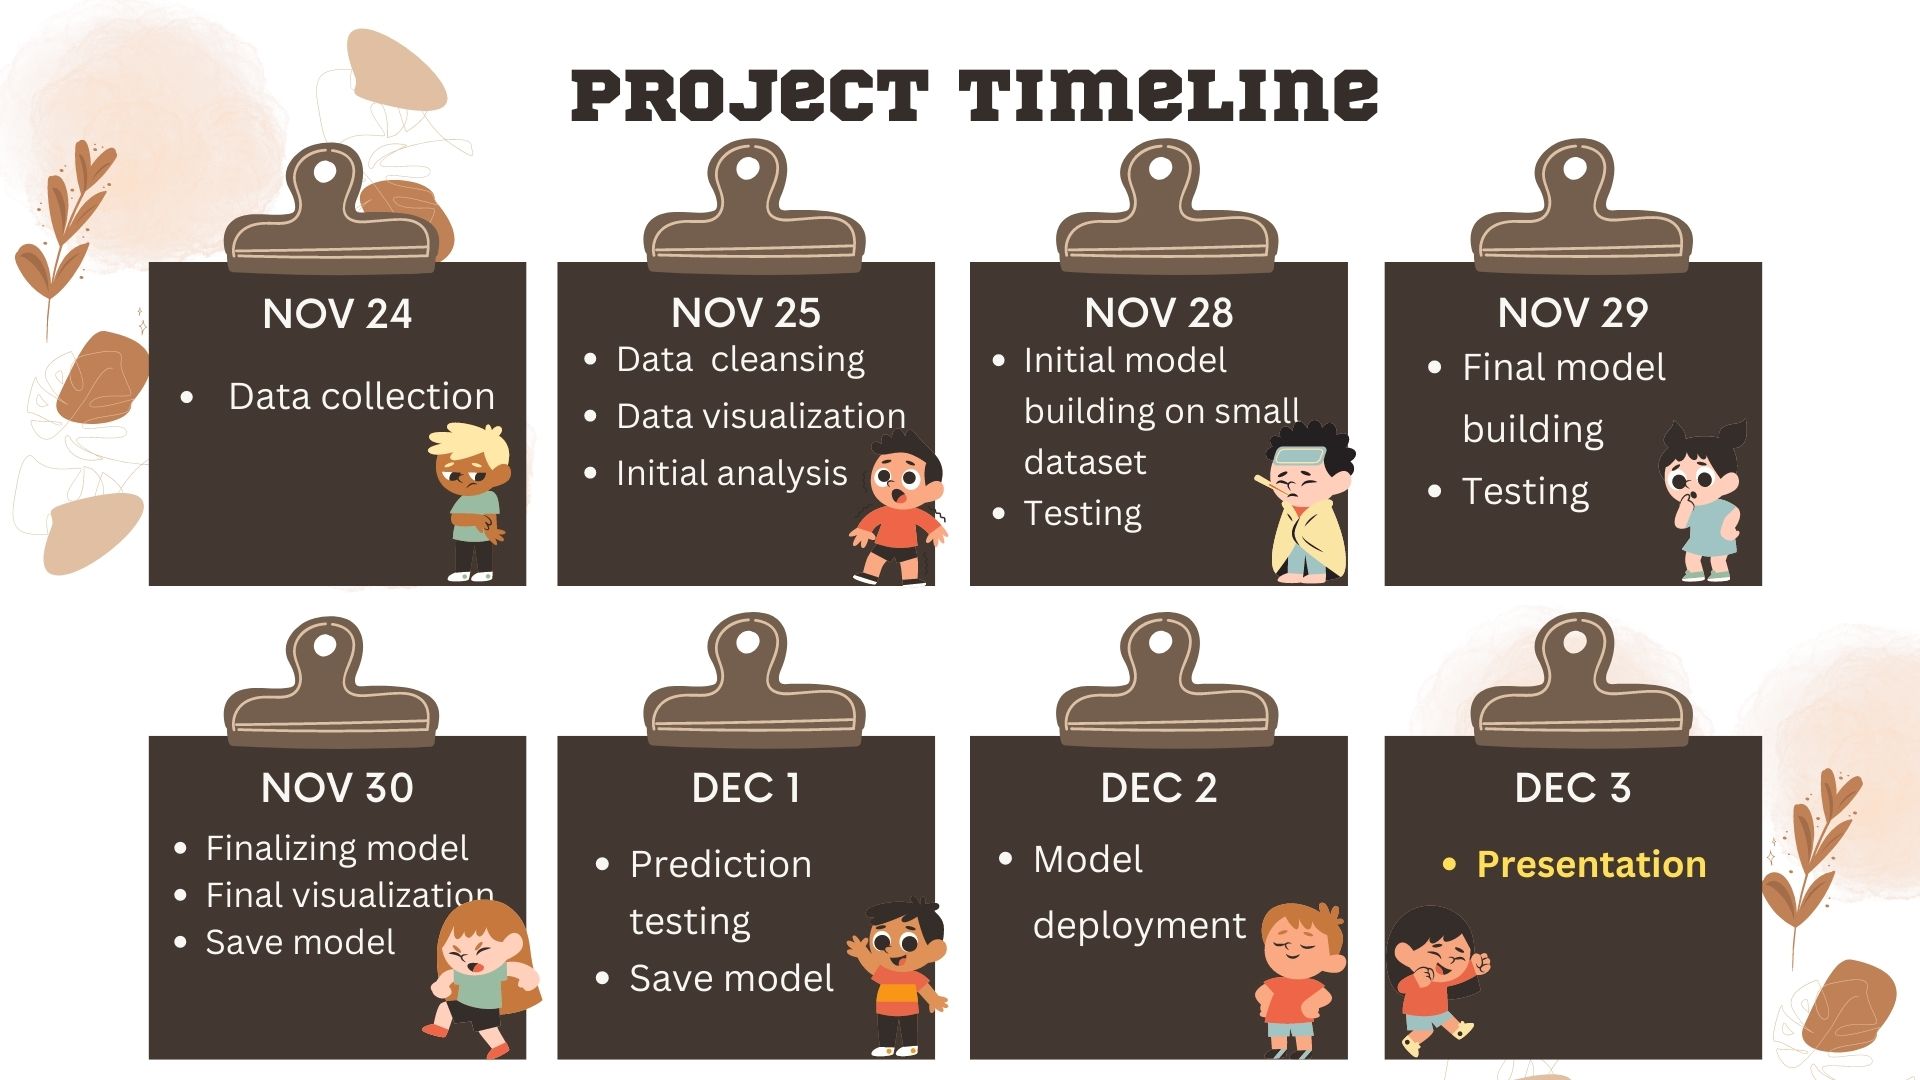 PROJECT TIMELINE
NOV 24
• Data collection
NOV 25
• Data cleansing
• Data visualization
• Initial analysis
NOV 28
• Initial model
building on small
dataset
• Testing
NOV 29
• Final model
building
• Testing
NOV 30
• Finalizing model
• Final visualization
• Save model
DEC 1
• Prediction
testing
• Save model
DEC 2
• Model
deployment
DEC 3
• Presentation